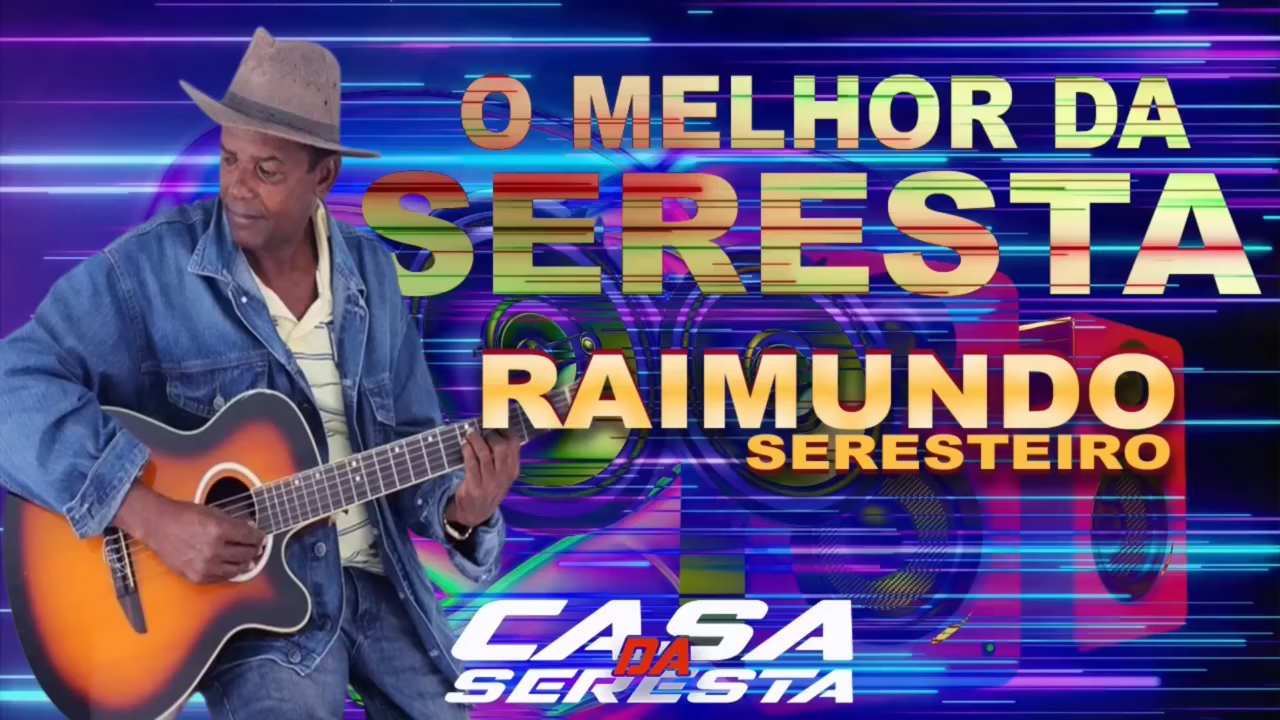 O MELHOR DA
SERESTA
RAIMUNDO
SERESTEIRO
CASA
DA
SERESTA